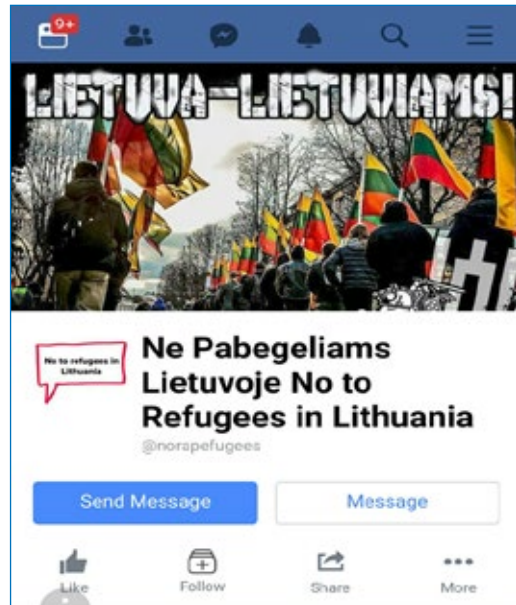 9+
LIETUVA-LIETUVIAMS!
No to refugees in
Lithuania
Ne Pabegeliams
Lietuvoje No to
Refugees in Lithuania
@norapefugees
Send Message
Message
Like
Follow
Share
More